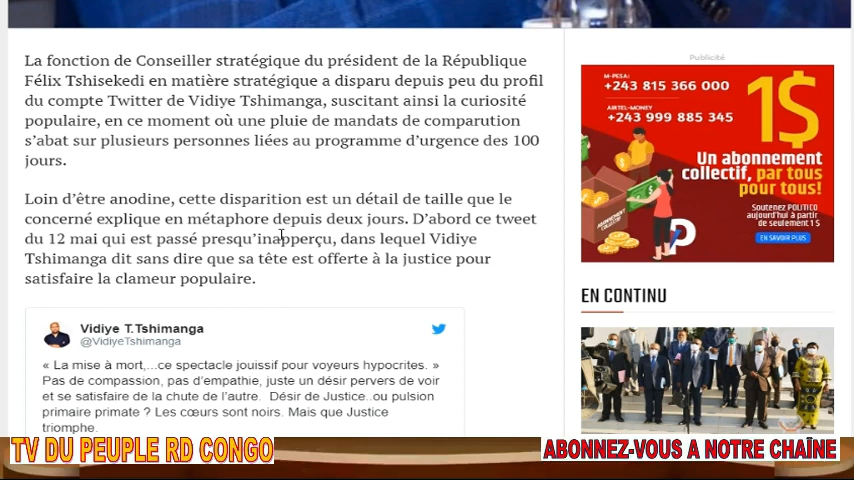 La fonction de Conseiller stratégique du président de la République
Félix Tshisekedi en matière stratégique a disparu depuis peu du profil
du compte Twitter de Vidiye Tshimanga, suscitant ainsi la curiosité
populaire, en ce moment où une pluie de mandats de comparution
s’abat sur plusieurs personnes liées au programme d’urgence des 100
jours.
Loin d’être anodine, cette disparition est un détail de taille que le
concerné explique en métaphore depuis deux jours. D’abord ce tweet
du 12 mai qui est passé presqu’inapperçu, dans lequel Vidiye
Tshimanga dit sans dire que sa tête est offerte à la justice pour
satisfaire la clameur populaire.
Vidiye T.Tshimanga
@VidiyeTshimanga
« La mise à mort,...ce spectacle jouissif pour voyeurs hypocrites. »
Pas de compassion, pas d’empathie, juste un désir pervers de voir
et se satisfaire de la chute de l’autre. Désir de Justice..ou pulsion
primaire primate ? Les cœurs sont noirs. Mais que Justice
triomphe.
Publicité
M-PESA:
+243 815 366 000
AIRTEL-MONEY
+243 999 885 345
1$
Un abonnement
collectif, par tous
pour tous!
Soutenez POLITICO
aujourd’hui à partir
de seulement 1 $
EN SAVOIR PLUS
ABONNEMENT
COLLECTIF
EN CONTINU
TV DU PEUPLE RD CONGO
ABONNEZ-VOUS A NOTRE CHAÎNE